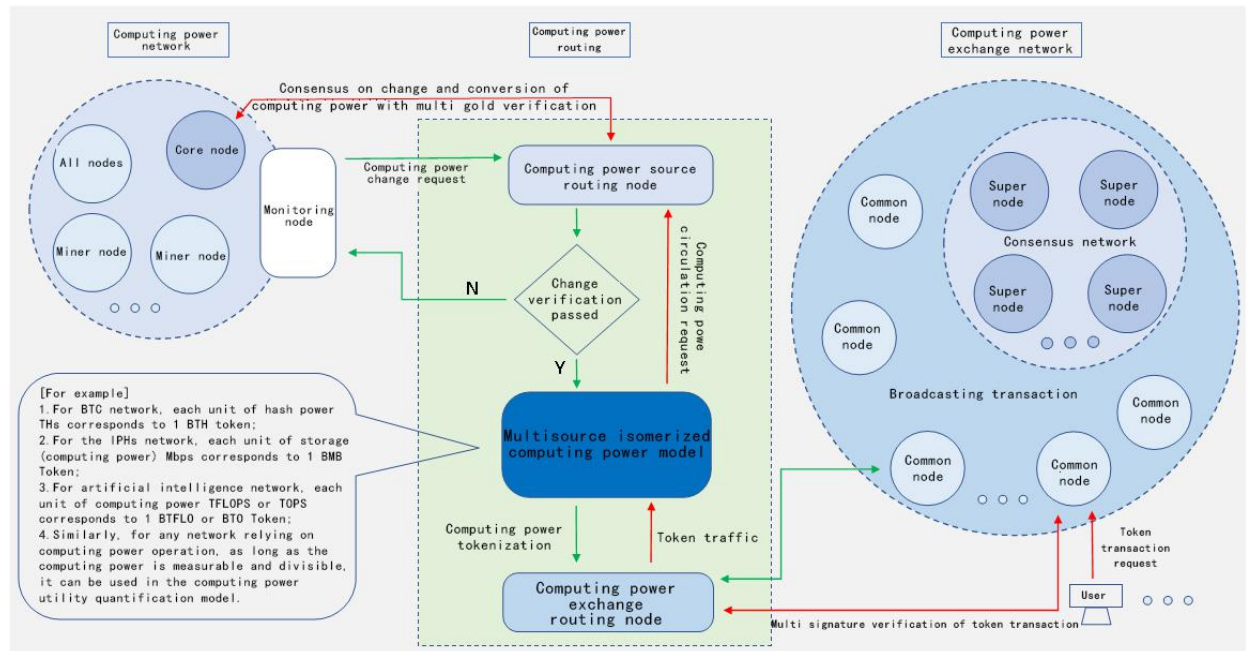 Computing power
network
Computing power
routing
Computing power
exchange network
Consensus on change and conversion of
computing power with multi gold verification
All nodes
Core node
Miner node
Miner node
Monitoring
node
Computing power
change request
Computing power source
routing node
N
Change
verification
passed
Y
Computing powe
circulation request
Multisource isomerized
computing power model
Computing power
tokenization
Token traffic
Computing power
exchange
routing node
[For example]
1.For BTC network, each unit of hash power
THs corresponds to 1 BTH token;
2.For the IPHs network, each unit of storage
(computing power) Mbps corresponds to 1 BMB
Token;
3.For artificial intelligence network, each
unit of computing power TFLOPS or TOPS
corresponds to 1 BTFLO or BTO Token;
4.Similarly, for any network relying on
computing power operation, as long as the
computing power is measurable and divisible,
it can be used in the computing power
utility quantification model.
Super
node
Super
node
Consensus network
Super
node
Super
node
Common
node
Common
node
Broadcasting transaction
Common
node
Common
node
Common
node
Token
transaction
request
User
Multi signature verification of token transaction